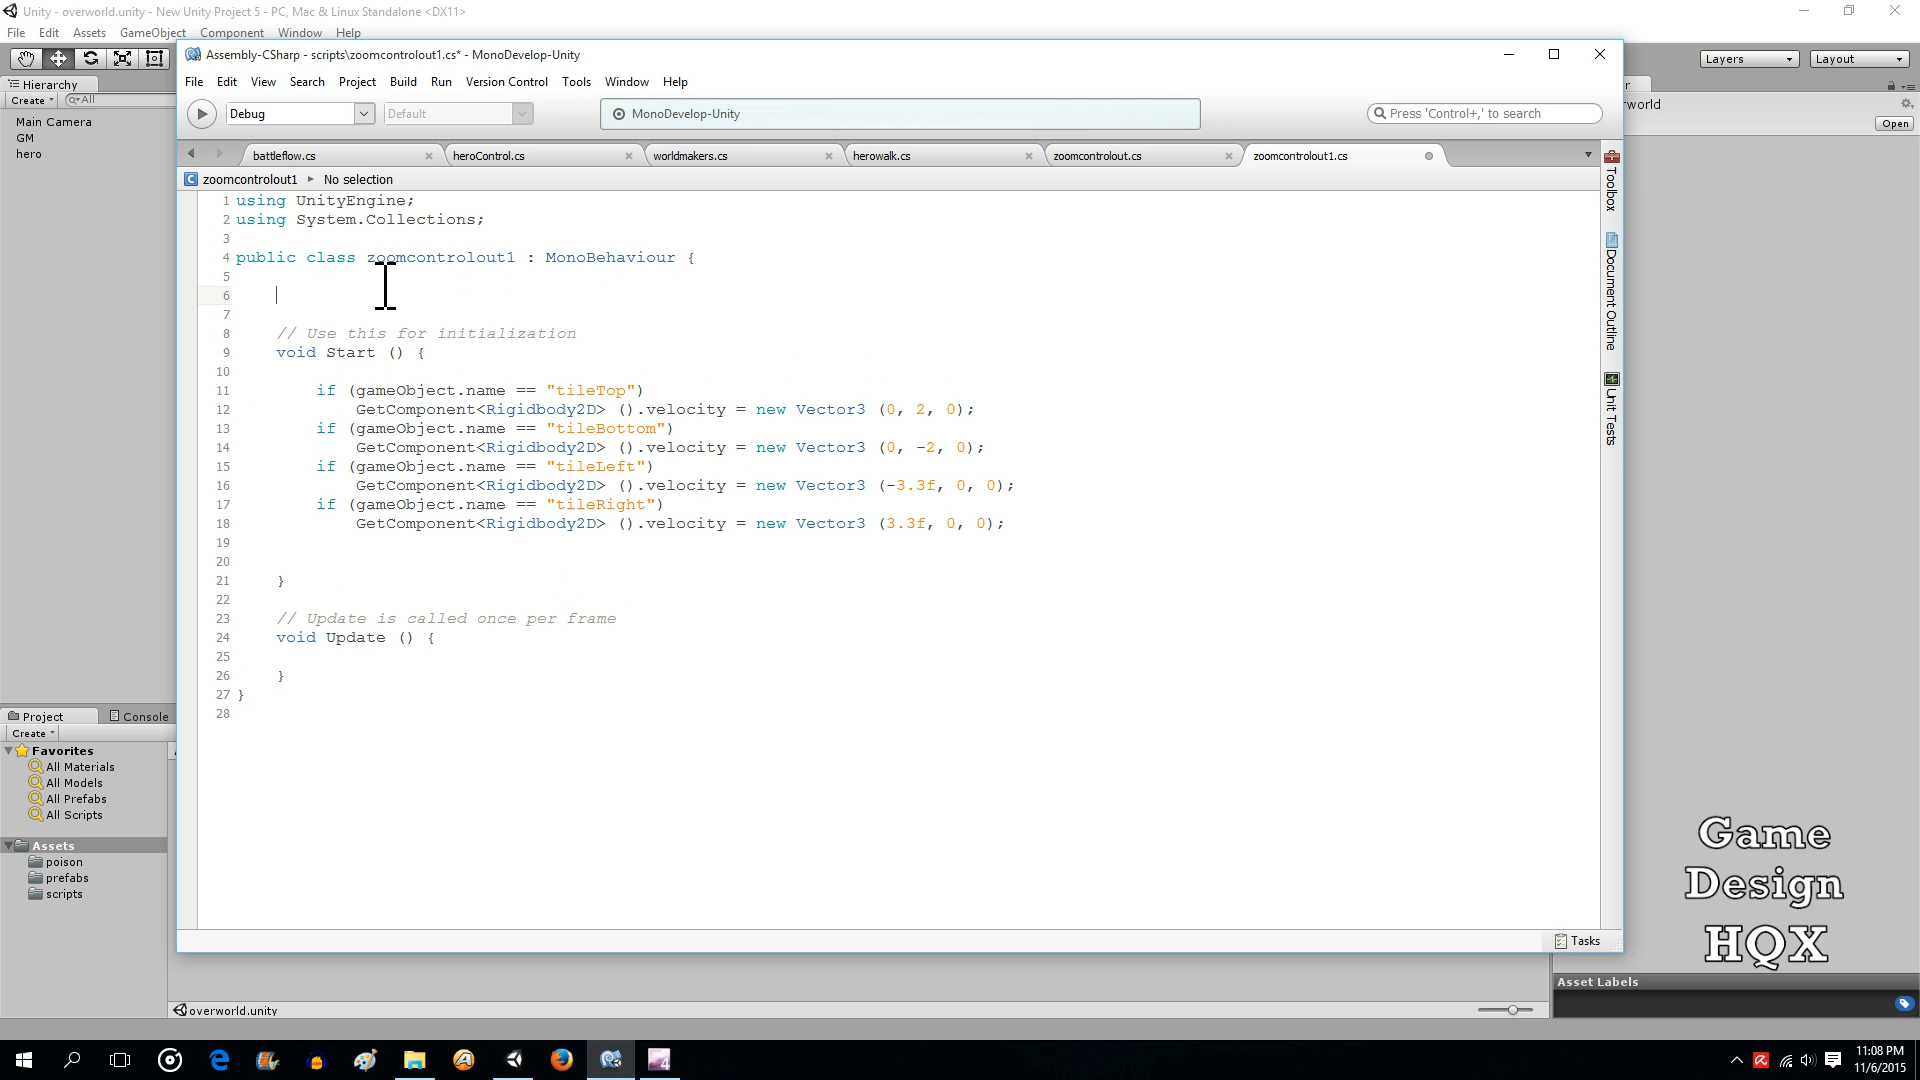 Unity - overworld.unity - New Unity Project 5 - PC, Mac & Linux Standalone <DX11>
File Edit Assets GameObject Component Window Help
Assembly-CSharp - scripts\zoomcontrolout1.cs* - MonoDevelop-Unity
File Edit View Search Project Build Run Version Control Tools Window Help
Layers Layout
Hierarchy
Create All
Debug Default MonoDevelop-Unity Press 'Control+,' to search
world
Open
Main Camera
GM
hero
battleflow.cs heroControl.cs worldmakers.cs herowalk.cs zoomcontrolout.cs zoomcontrolout1.cs
zoomcontrolout1 No selection
1 using UnityEngine;
2 using System.Collections;
3
4 public class zoomcontrolout1 : MonoBehaviour {
5
6
7
8 // Use this for initialization
9 void Start () {
10
11 if (gameObject.name == "tileTop")
12 GetComponent<Rigidbody2D> ().velocity = new Vector3 (0, 2, 0);
13 if (gameObject.name == "tileBottom")
14 GetComponent<Rigidbody2D> ().velocity = new Vector3 (0, -2, 0);
15 if (gameObject.name == "tileLeft")
16 GetComponent<Rigidbody2D> ().velocity = new Vector3 (-3.3f, 0, 0);
17 if (gameObject.name == "tileRight")
18 GetComponent<Rigidbody2D> ().velocity = new Vector3 (3.3f, 0, 0);
19
20
21 }
22
23 // Update is called once per frame
24 void Update () {
25
26 }
27 }
28
Toolbox
Document Outline
Unit Tests
Tasks
Project Console
Create
Favorites
All Materials
All Models
All Prefabs
All Scripts
Assets
poison
prefabs
scripts
overworld.unity
Game
Design
HQX
Asset Labels
11:08 PM
11/6/2015